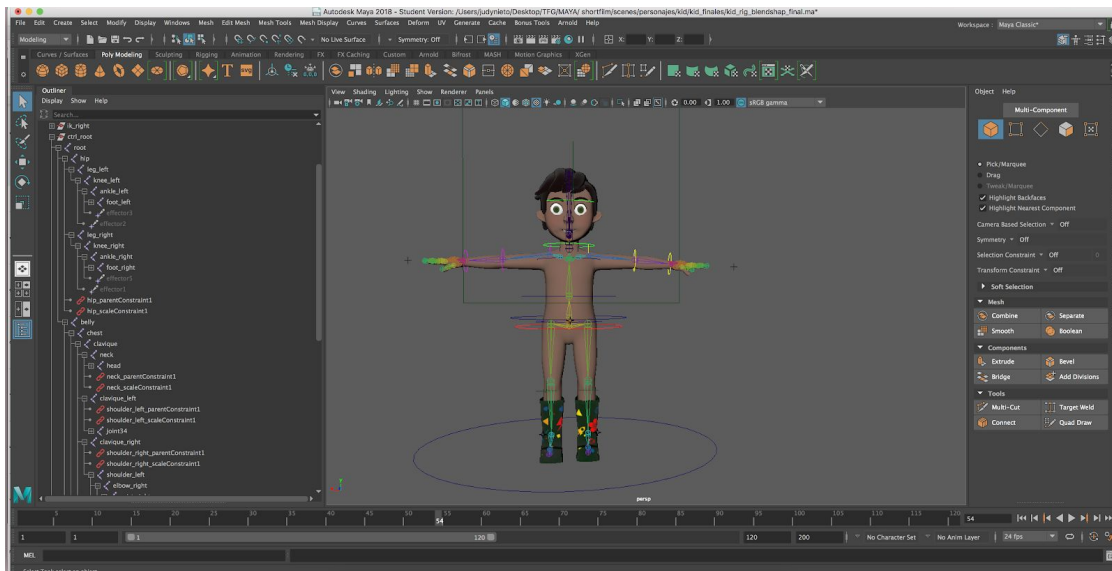 Autodesk Maya 2018 - Student Version: /Users/judynieto/Desktop/TFG/MAYA/ shortfilm/scenes/personajes/kid/kid_finales/kid_rig_blendshap_final.ma*
File Edit Create Select Modify Display Windows Mesh Edit Mesh Mesh Tools Mesh Display Curves Surfaces Deform UV Generate Cache Bonus Tools Arnold Help
Workspace : Maya Classic*
Modeling No Live Surface Symmetry: Off X: Y: Z:
Curves / Surfaces Poly Modeling Sculpting Rigging Animation Rendering FX FX Caching Custom Arnold Bifrost MASH Motion Graphics XGen
Outliner
Display Show Help
Search...
ik_right
ctrl_root
root
hip
leg_left
knee_left
ankle_left
foot_left
effector3
effector2
leg_right
knee_right
ankle_right
foot_right
effector1
hip_parentConstraint1
hip_scaleConstraint1
belly
chest
clavique
neck
head
neck_parentConstraint1
neck_scaleConstraint1
clavique_left
shoulder_left_parentConstraint1
shoulder_left_scaleConstraint1
joint34
clavique_right
shoulder_right_parentConstraint1
shoulder_right_scaleConstraint1
shoulder_left
elbow_right
View Shading Lighting Show Renderer Panels
0.00 1.00 sRGB gamma
persp
Object Help
Multi-Component
Pick/Marquee
Drag
Tweak/Marquee
Highlight Backfaces
Highlight Nearest Component
Camera Based Selection Off
Symmetry Off
Selection Constraint Off 0
Transform Constraint Off
Soft Selection
Mesh
Combine Separate
Smooth Boolean
Components
Extrude Bevel
Bridge Add Divisions
Tools
Multi-Cut Target Weld
Connect Quad Draw
5 10 15 20 25 30 35 40 45 50 54 60 65 70 75 80 85 90 95 100 105 110 115 120 54
1 1 1 120 120 200 No Character Set No Anim Layer 24 fps
MEL